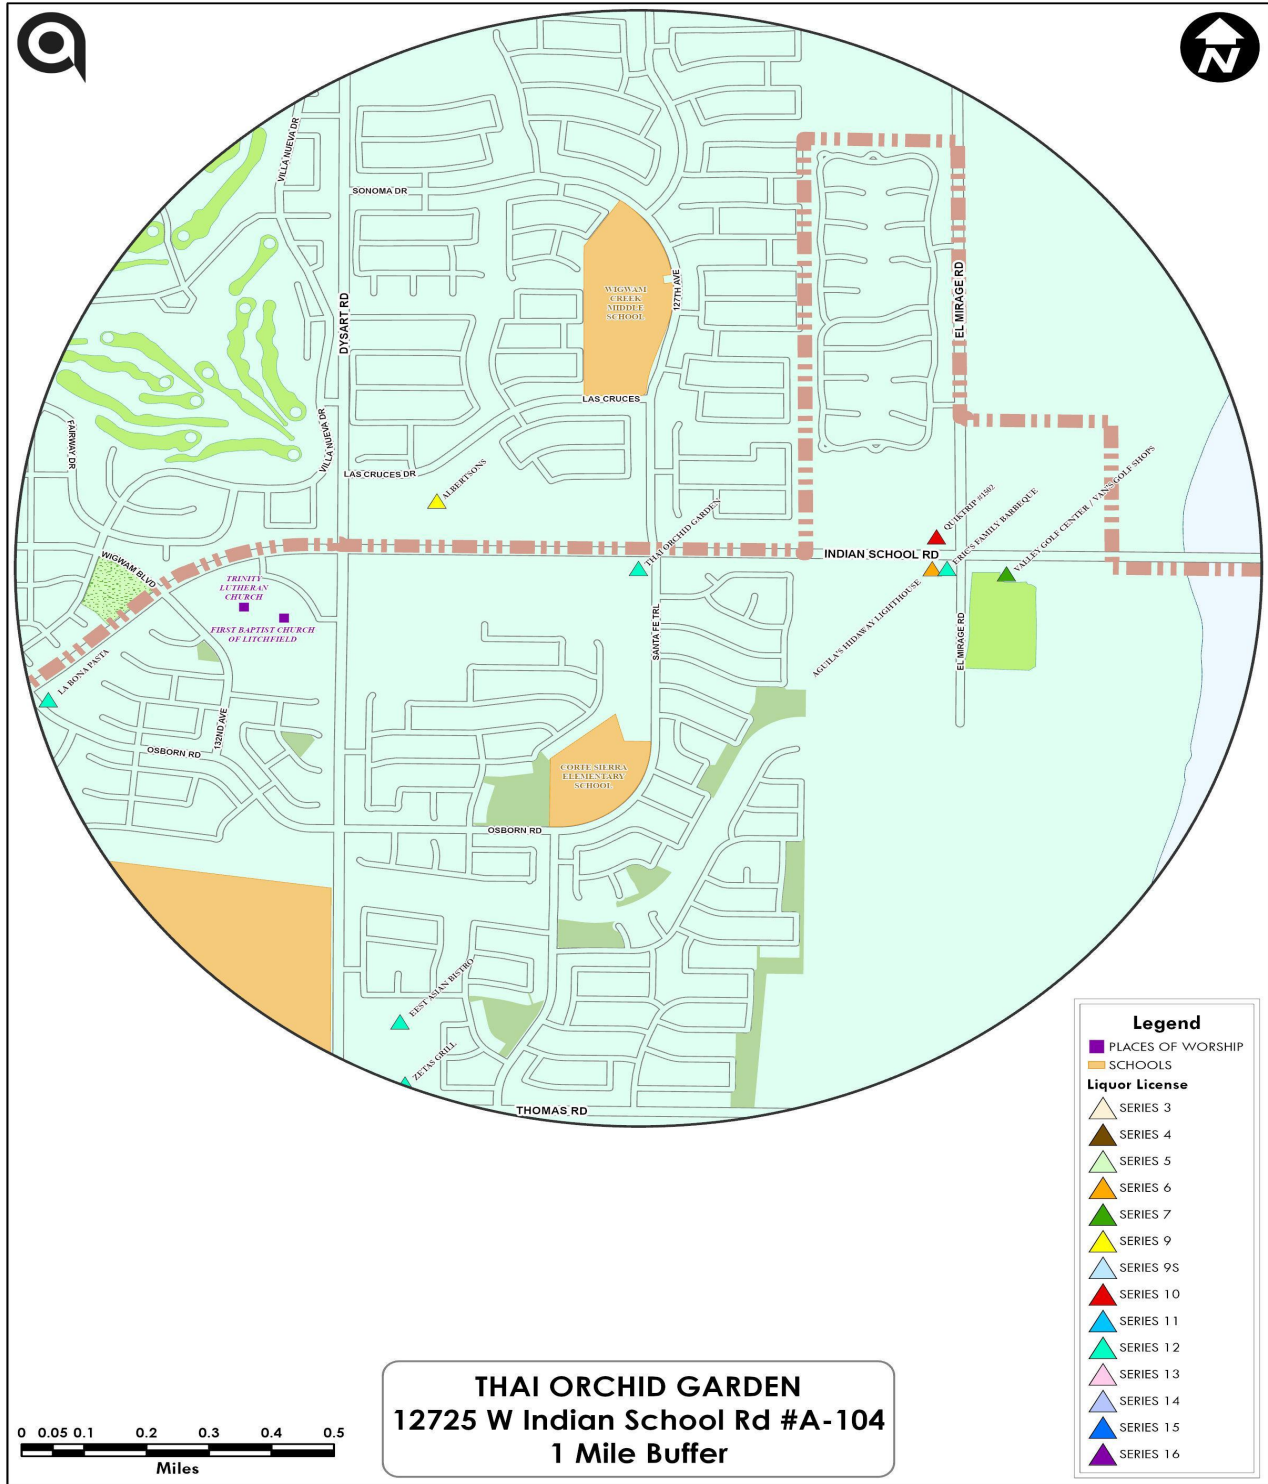 N
VILLA NUEVA DR
SONOMA DR
DYSART RD
WIGWAM
CREEK
MIDDLE
SCHOOL
127TH AVE
EL MIRAGE RD
LAS CRUCES
FAIRWAY DR
VILLA NUEVA DR
LAS CRUCES DR
ALBERTSONS
THAI ORCHID GARDEN
QUIKTRIP #1502
ERIC'S FAMILY BARBEQUE
VALLEY GOLF CENTER / VAN'S GOLF SHOPS
INDIAN SCHOOL RD
WIGWAM BLVD
TRINITY
LUTHERAN
CHURCH
FIRST BAPTIST CHURCH
OF LITCHFIELD
SANTA FE TRL
AGUILA'S HIDAWAY LIGHTHOUSE
EL MIRAGE RD
LA BONA PASTA
132ND AVE
OSBORN RD
CORTE SIERRA
ELEMENTARY
SCHOOL
OSBORN RD
EEST ASIAN BISTRO
ZETAS GRILL
THOMAS RD
Legend
PLACES OF WORSHIP
SCHOOLS
Liquor License
SERIES 3
SERIES 4
SERIES 5
SERIES 6
SERIES 7
SERIES 9
SERIES 9S
SERIES 10
SERIES 11
SERIES 12
SERIES 13
SERIES 14
SERIES 15
SERIES 16
THAI ORCHID GARDEN
12725 W Indian School Rd #A-104
1 Mile Buffer
0 0.05 0.1 0.2 0.3 0.4 0.5
Miles